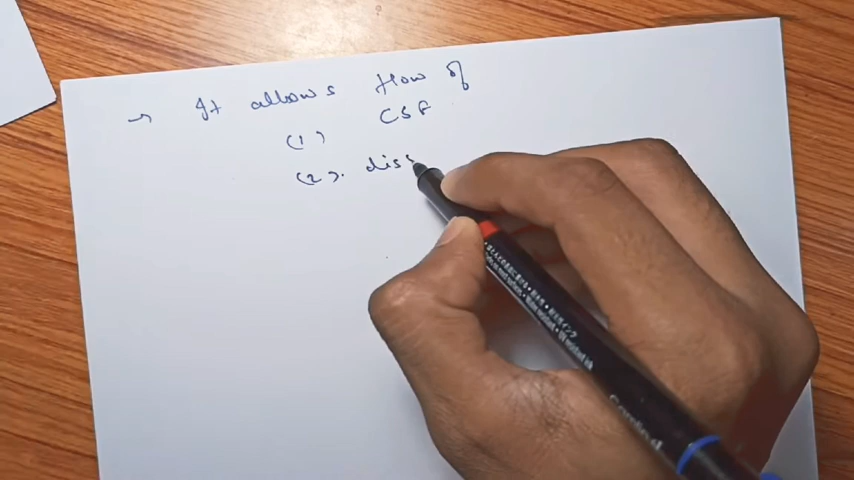 → It allows flow of
(1) CSF
(2). diss